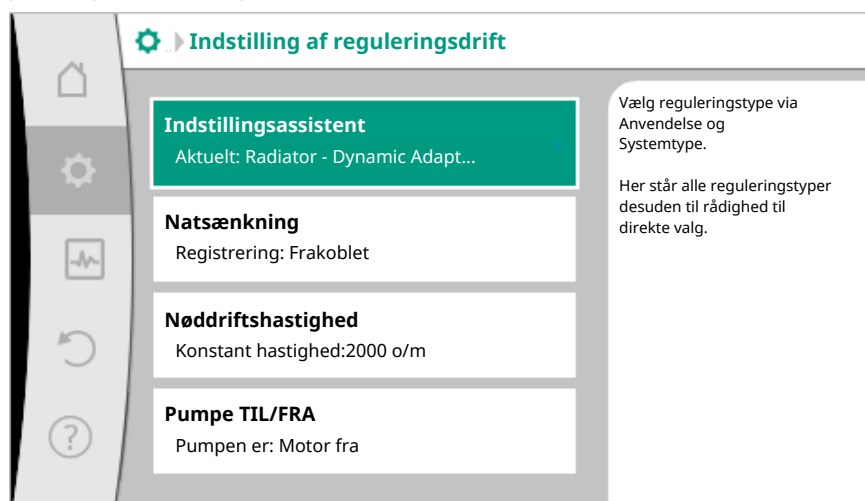 Indstilling af reguleringsdrift
Indstillingsassistent
Aktuelt: Radiator - Dynamic Adapt...
Natsænkning
Registrering: Frakoblet
Nøddriftshastighed
Konstant hastighed:2000 o/m
Pumpe TIL/FRA
Pumpen er: Motor fra
Vælg reguleringstype via
Anvendelse og
Systemtype.
Her står alle reguleringstyper
desuden til rådighed til
direkte valg.